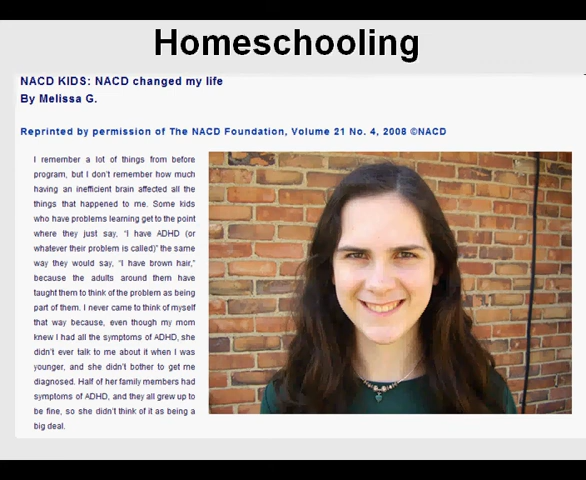 Homeschooling
NACD KIDS: NACD changed my life
By Melissa G.
Reprinted by permission of The NACD Foundation, Volume 21 No. 4, 2008 ©NACD
I remember a lot of things from before
program, but I don't remember how much
having an inefficient brain affected all the
things that happened to me. Some kids
who have problems learning get to the point
where they just say, "I have ADHD (or
whatever their problem is called)" the same
way they would say, "I have brown hair,"
because the adults around them have
taught them to think of the problem as being
part of them. I never came to think of myself
that way because, even though my mom
knew I had all the symptoms of ADHD, she
didn't ever talk to me about it when I was
younger, and she didn't bother to get me
diagnosed. Half of her family members had
symptoms of ADHD, and they all grew up to
be fine, so she didn't think of it as being a
big deal.